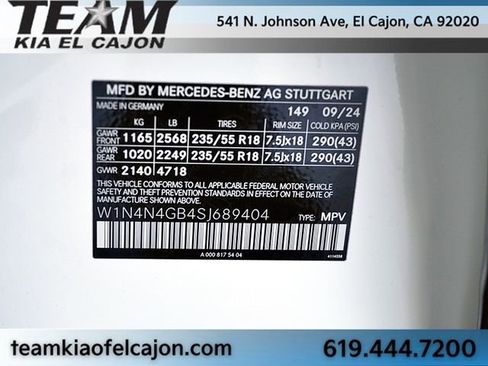 TEAM
KIA EL CAJON
541 N. Johnson Ave, El Cajon, CA 92020
MFD BY MERCEDES-BENZ AG STUTTGART
MADE IN GERMANY 149 09/24
KG LB TIRES RIM SIZE COLD KPA (PSI)
GAWR FRONT 1165 2568 235/55 R18 7.5Jx18 290(43)
GAWR REAR 1020 2249 235/55 R18 7.5Jx18 290(43)
GVWR 2140 4718
THIS VEHICLE CONFORMS TO ALL APPLICABLE FEDERAL MOTOR VEHICLE
SAFETY, BUMPER, AND THEFT PREVENTION STANDARDS IN EFFECT
ON THE DATE OF MANUFACTURE SHOWN ABOVE.
W1N4N4GB4SJ689404 TYPE: MPV
A 000 817 54 04
teamkiaofelcajon.com 619.444.7200